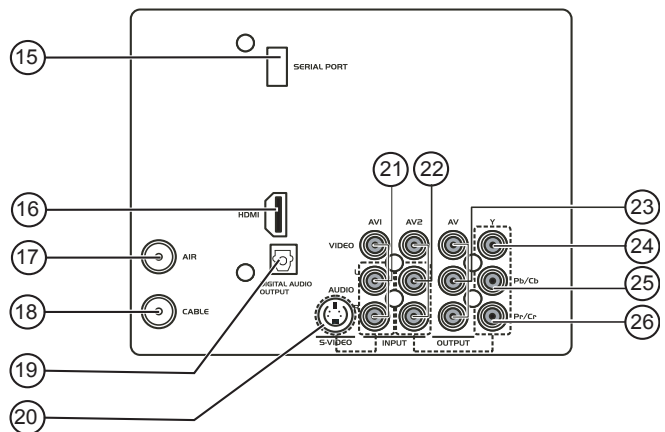 15
SERIAL PORT
21
22
23
16
HDMI
AV1
AV2
AV
Y
VIDEO
24
17
AIR
L
Pb/Cb
25
DIGITAL AUDIO
OUTPUT
AUDIO
18
CABLE
Pr/Cr
26
S-VIDEO
INPUT
OUTPUT
19
20